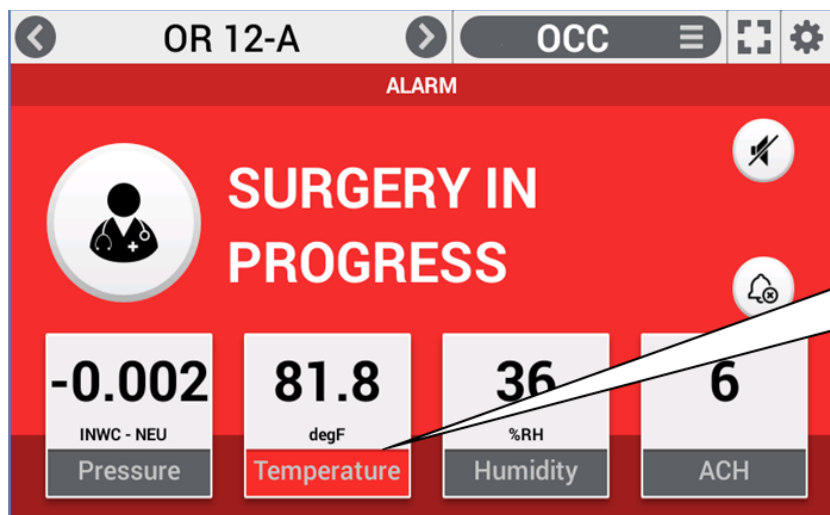 OR 12-A
OCC
ALARM
SURGERY IN
PROGRESS
-0.002
81.8
36
6
INWC - NEU
degF
%RH
Pressure
Temperature
Humidity
ACH